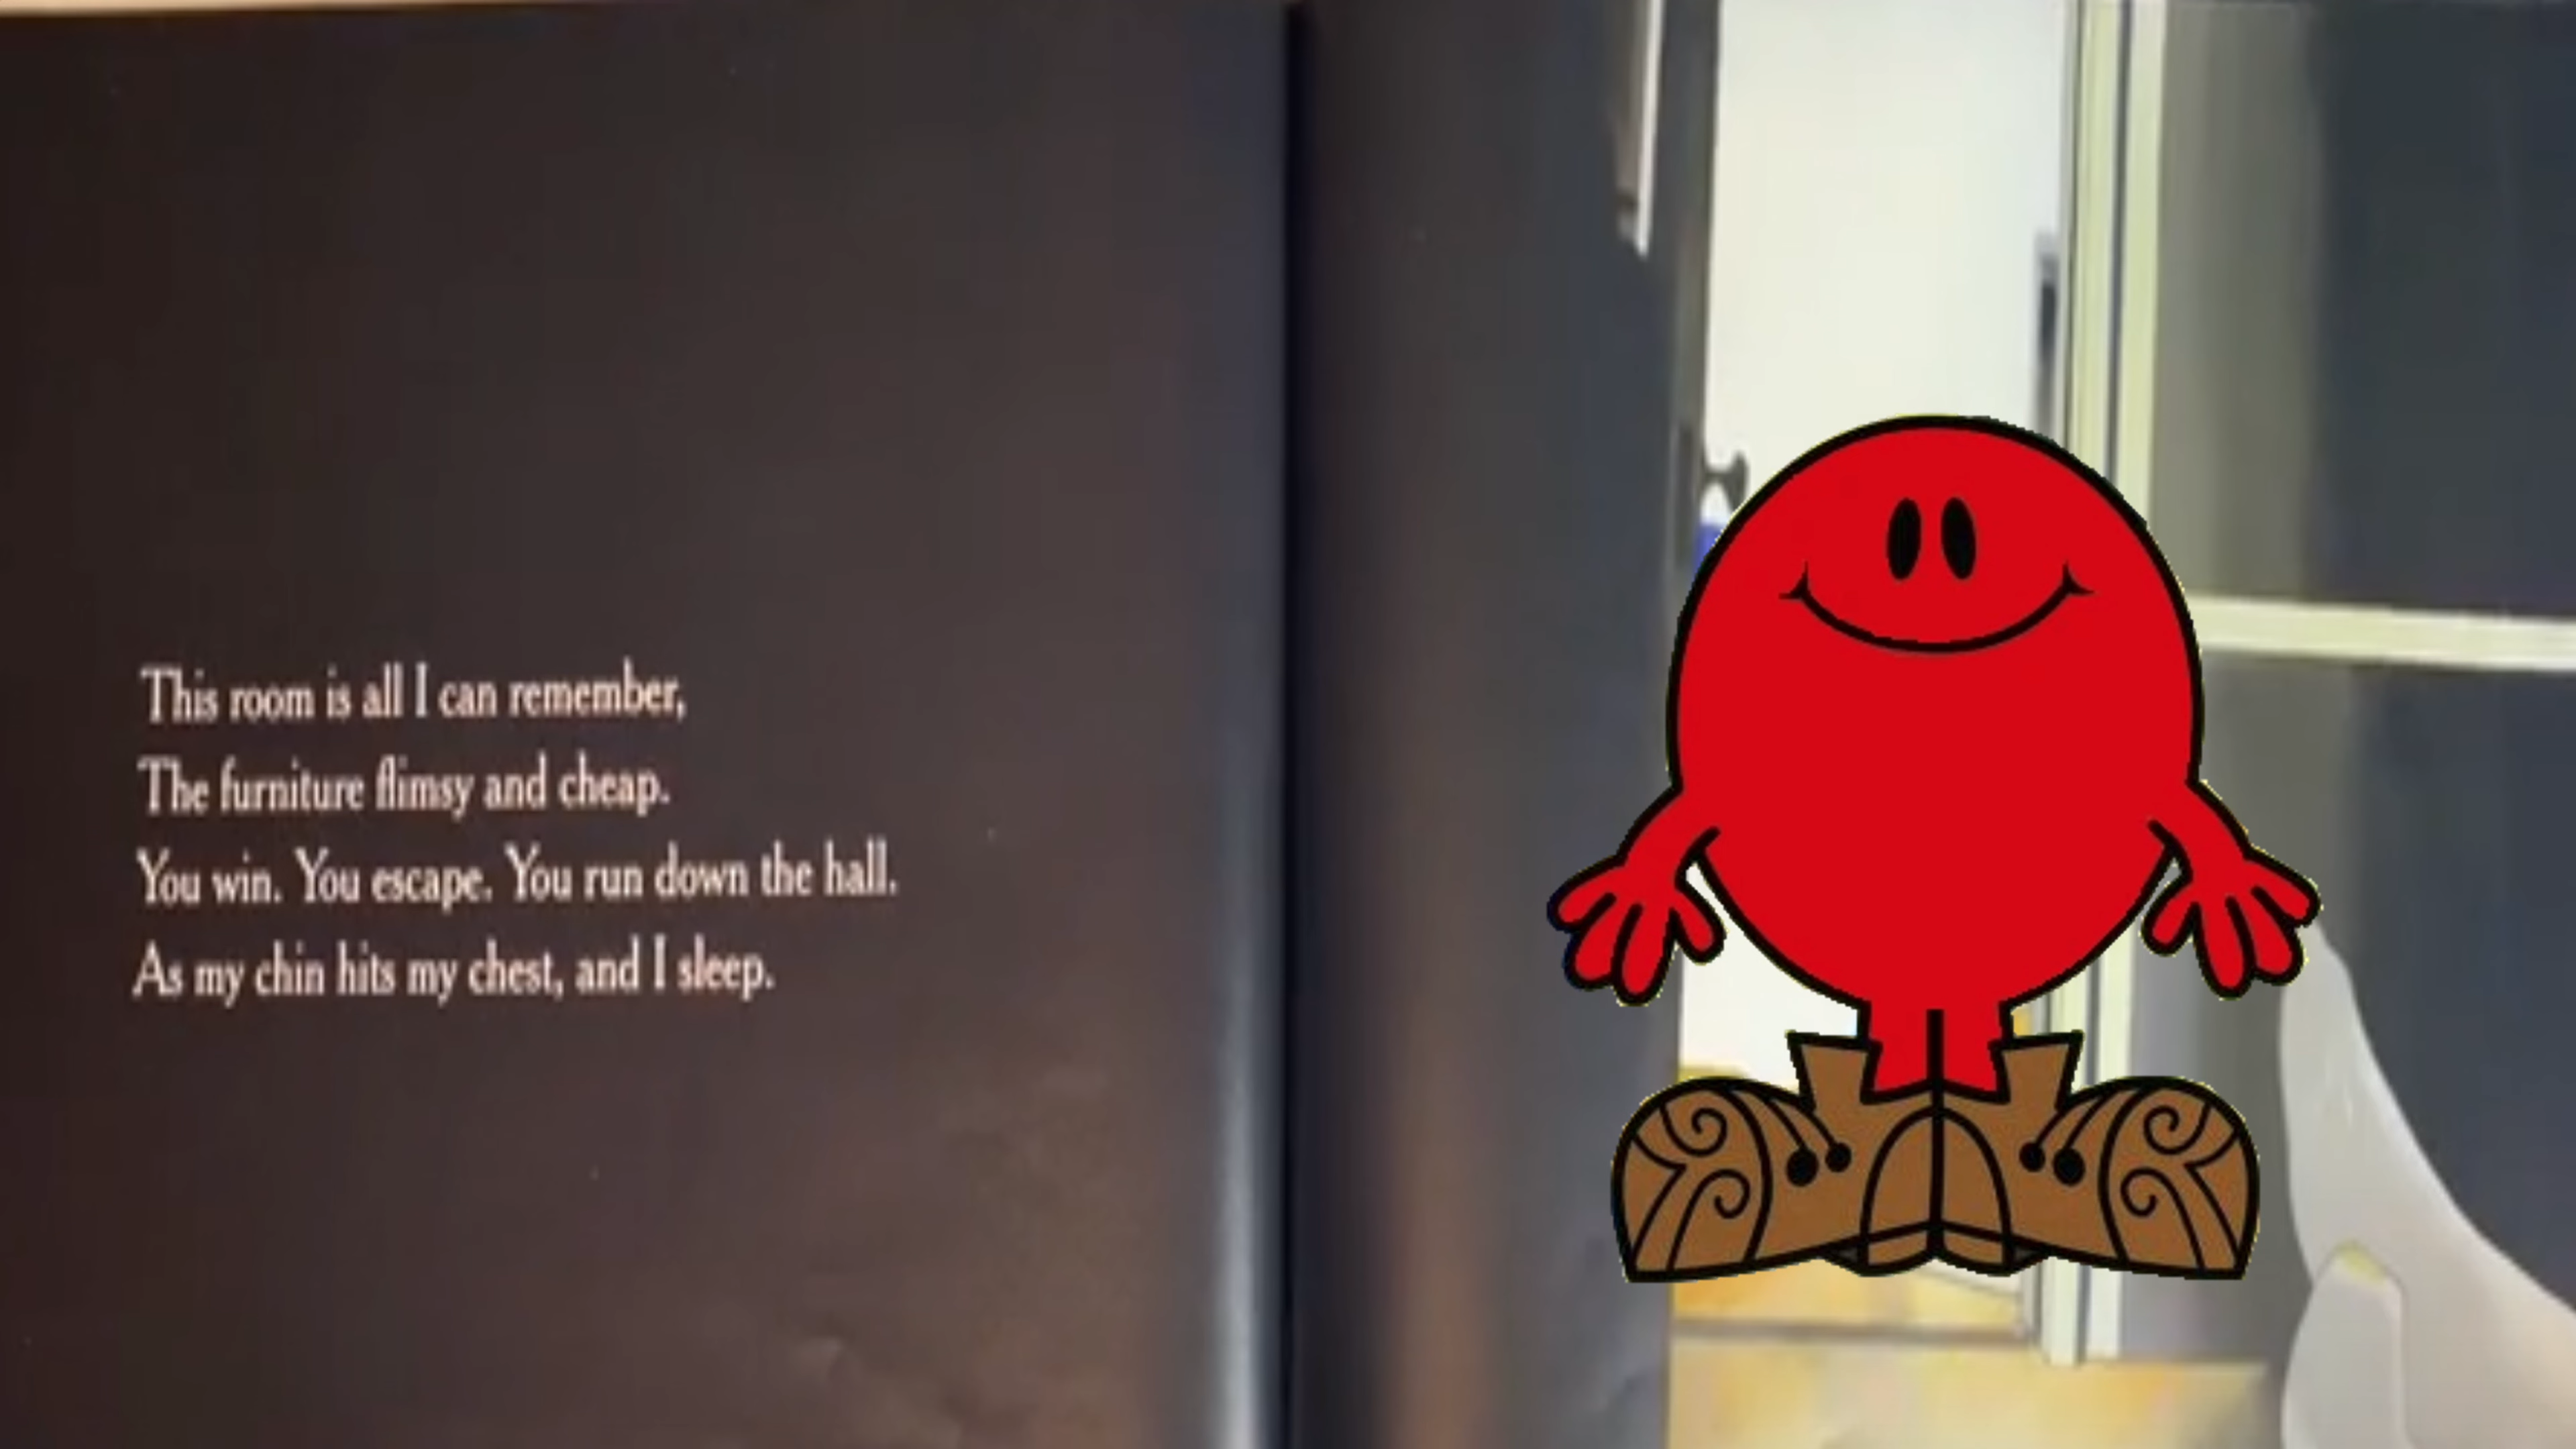 This room is all I can remember,
The furniture flimsy and cheap.
You win. You escape. You run down the hall.
As my chin hits my chest, and I sleep.